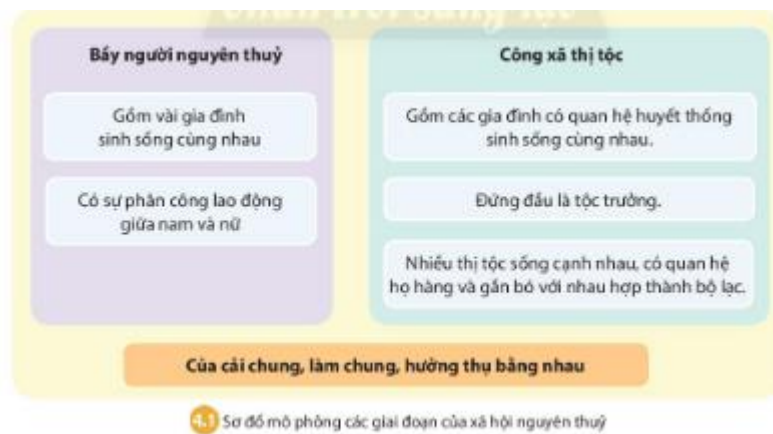 chân trời sáng tạo
Bầy người nguyên thuỷ
Gồm vài gia đình
sinh sống cùng nhau
Có sự phân công lao động
giữa nam và nữ
Công xã thị tộc
Gồm các gia đình có quan hệ huyết thống
sinh sống cùng nhau.
Đứng đầu là tộc trưởng.
Nhiều thị tộc sống cạnh nhau, có quan hệ
họ hàng và gắn bó với nhau hợp thành bộ lạc.
Của cải chung, làm chung, hưởng thụ bằng nhau
4.1 Sơ đồ mô phỏng các giai đoạn của xã hội nguyên thuỷ